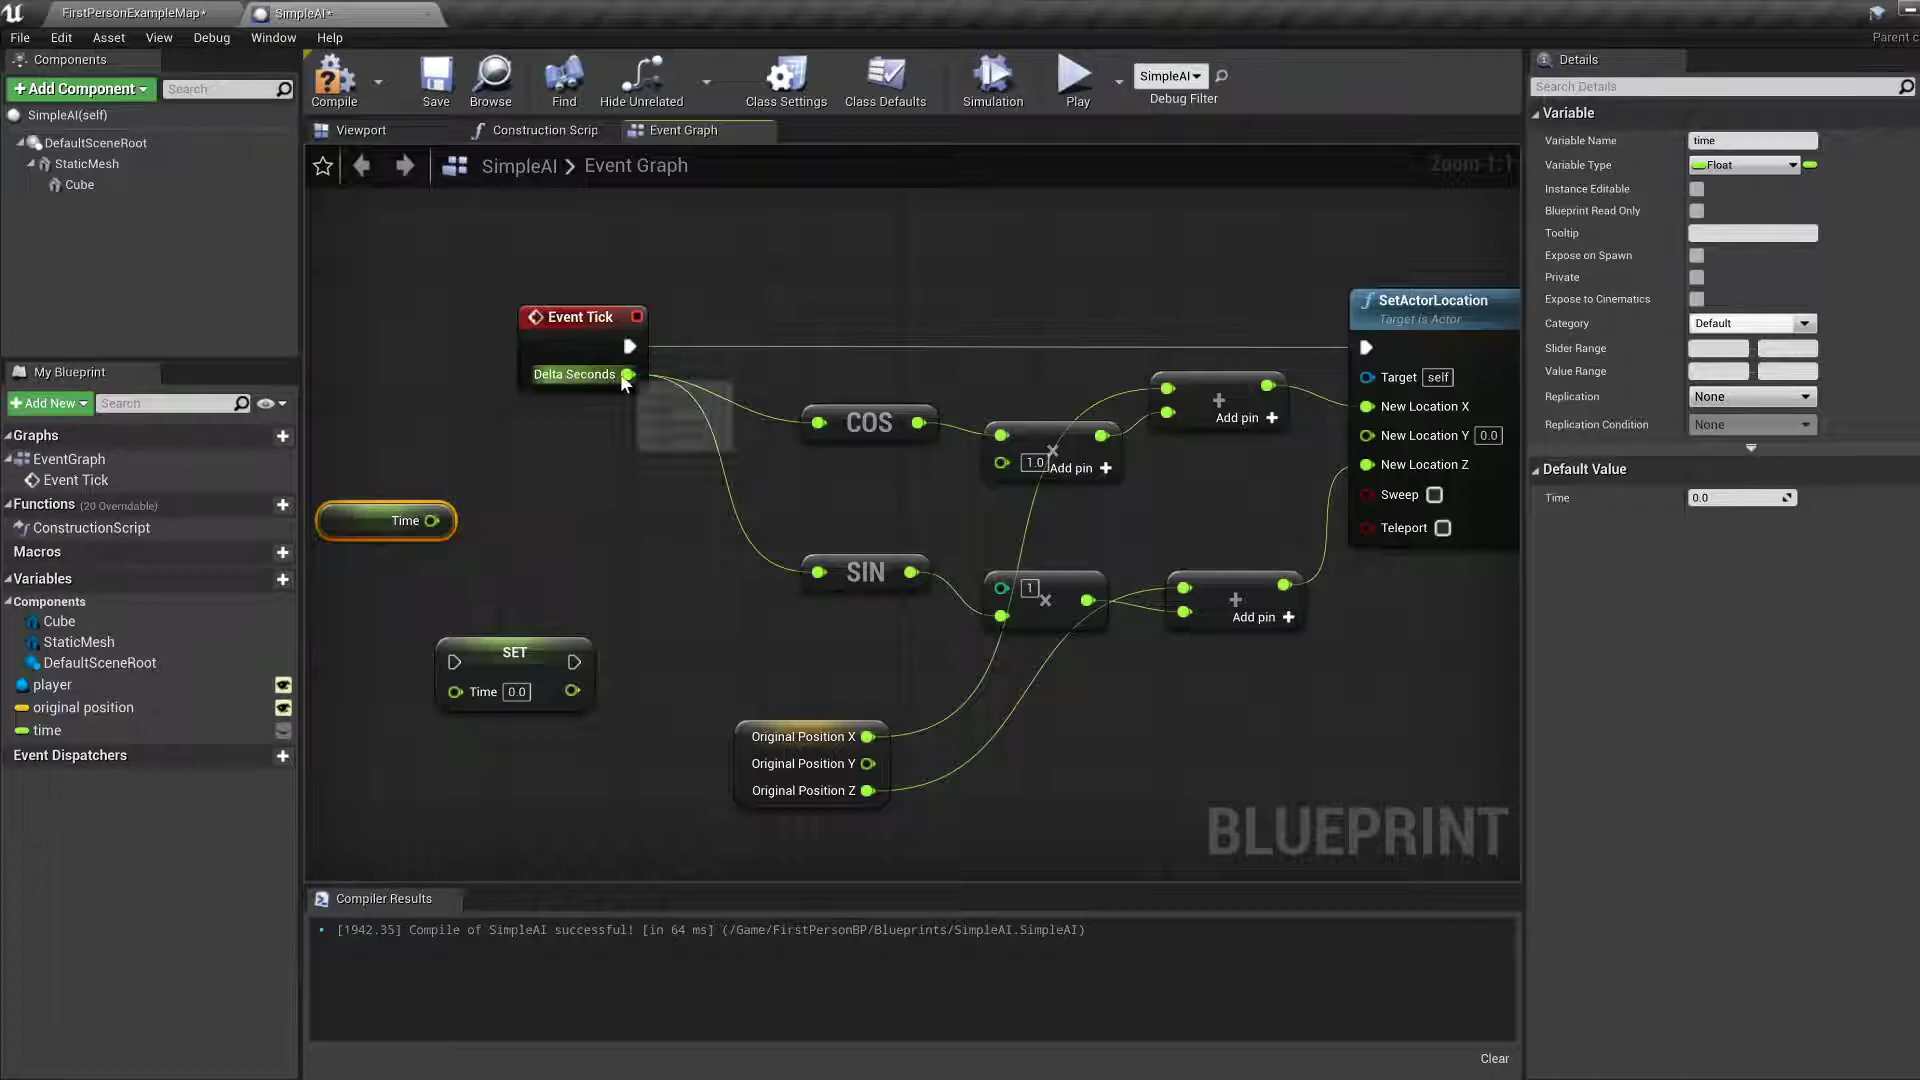 FirstPersonExampleMap*
SimpleAI*
File Edit Asset View Debug Window Help
Parent c
Components
+Add Component
Search
SimpleAI(self)
DefaultSceneRoot
StaticMesh
Cube
My Blueprint
+Add New
Search
Graphs
EventGraph
Event Tick
Functions (20 Overridable)
ConstructionScript
Macros
Variables
Components
Cube
StaticMesh
DefaultSceneRoot
player
original position
time
Event Dispatchers
Compile
Save
Browse
Find
Hide Unrelated
Class Settings
Class Defaults
Simulation
Play
SimpleAI
Debug Filter
Viewport
Construction Scrip
Event Graph
SimpleAI > Event Graph
Zoom 1:1
Event Tick
Delta Seconds
Time
SET
Time 0.0
COS
SIN
1.0
Add pin +
+
Add pin +
1
+
Add pin +
Original Position X
Original Position Y
Original Position Z
SetActorLocation
Target is Actor
Target self
New Location X
New Location Y 0.0
New Location Z
Sweep
Teleport
BLUEPRINT
Compiler Results
[1942.35] Compile of SimpleAI successful! [in 64 ms] (/Game/FirstPersonBP/Blueprints/SimpleAI.SimpleAI)
Clear
Details
Search Details
Variable
Variable Name time
Variable Type Float
Instance Editable
Blueprint Read Only
Tooltip
Expose on Spawn
Private
Expose to Cinematics
Category Default
Slider Range
Value Range
Replication None
Replication Condition None
Default Value
Time 0.0